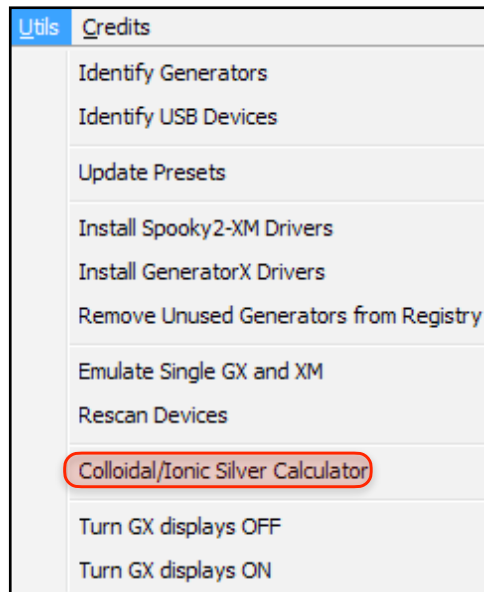 Utils Credits
Identify Generators
Identify USB Devices
Update Presets
Install Spooky2-XM Drivers
Install GeneratorX Drivers
Remove Unused Generators from Registry
Emulate Single GX and XM
Rescan Devices
Colloidal/Ionic Silver Calculator
Turn GX displays OFF
Turn GX displays ON